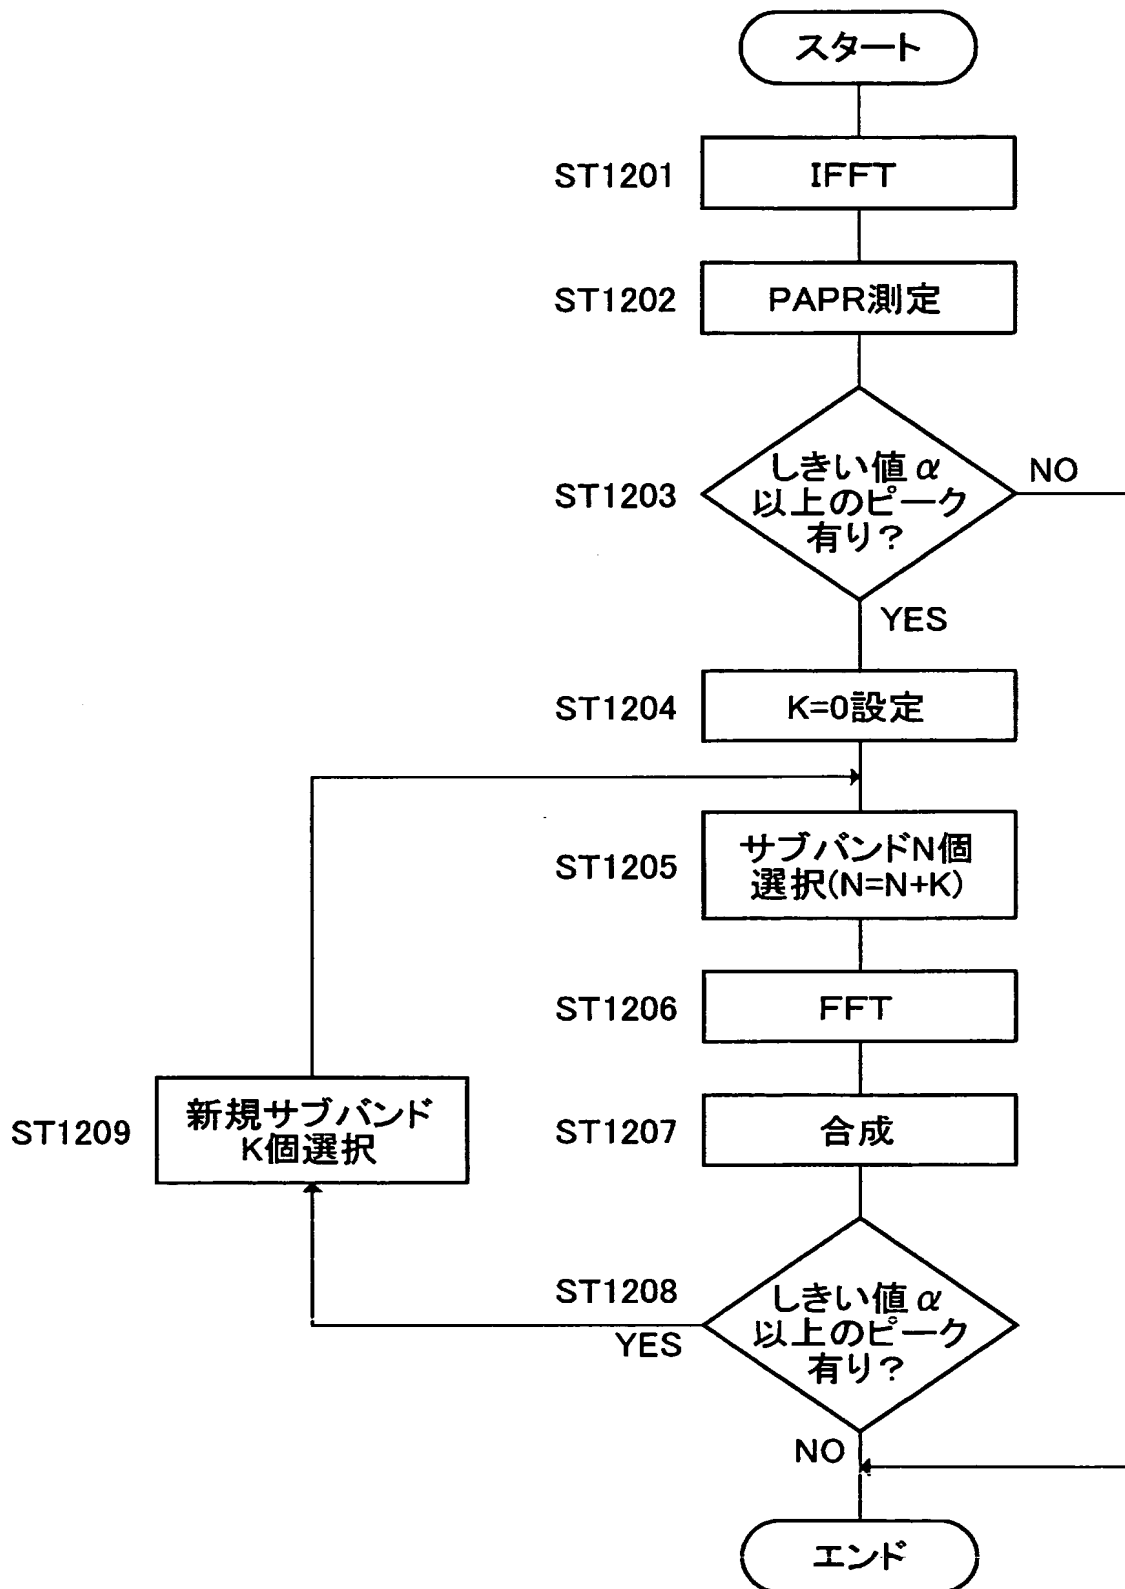 スタート
ST1201
IFFT
ST1202
PAPR測定
ST1203
しきい値α
以上のピーク
有り?
NO
YES
ST1204
K=0設定
ST1205
サブバンドN個
選択(N=N+K)
ST1206
FFT
ST1209
新規サブバンド
K個選択
ST1207
合成
ST1208
しきい値α
以上のピーク
有り?
YES
NO
エンド